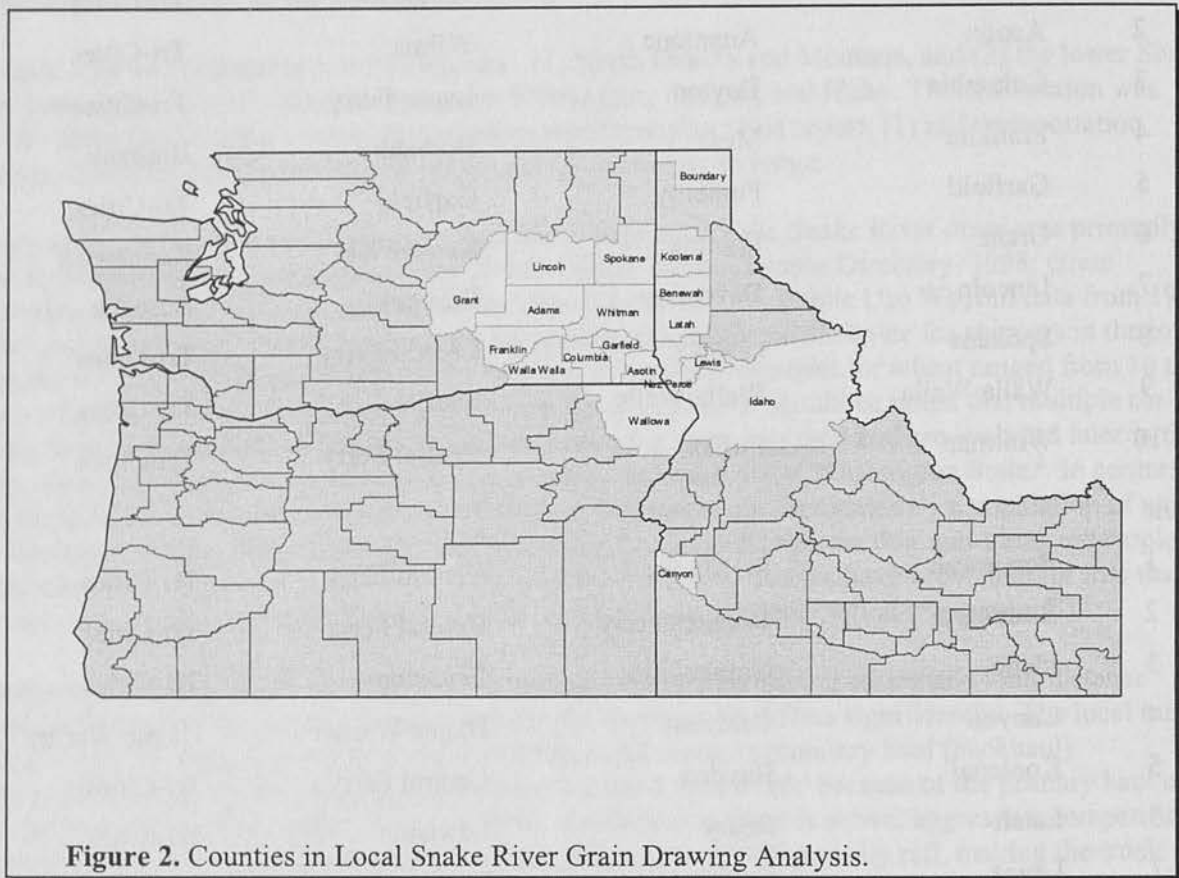 Boundary
Lincoln
Spokane
Kootenai
Grant
Adams
Whitman
Benewah
Latah
Franklin
Garfield
Columbia
Walla Walla
Asotin
Lewis
Nez Perce
Idaho
Wallowa
Canyon
Figure 2. Counties in Local Snake River Grain Drawing Analysis.